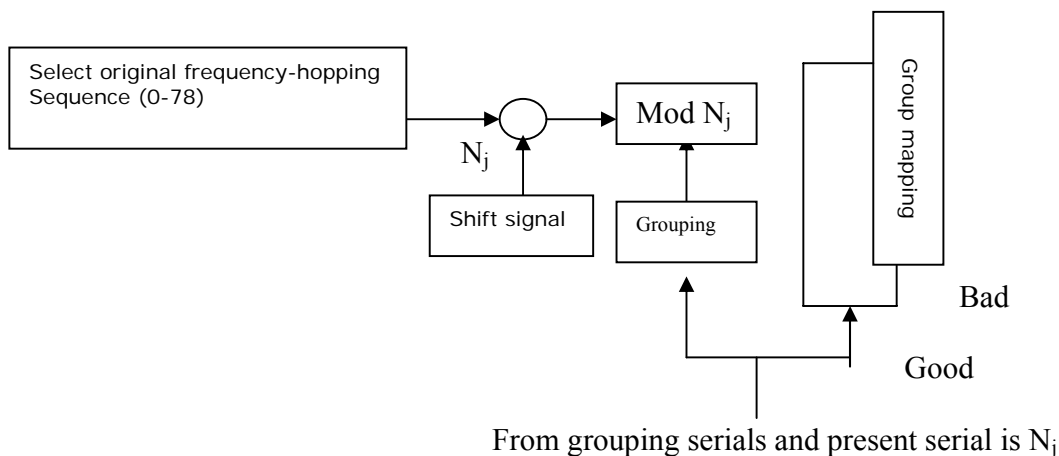 Select original frequency-hopping
Sequence (0-78)
Group mapping
Mod Nj
Nj
Shift signal
Grouping
Bad
Good
From grouping serials and present serial is Nj